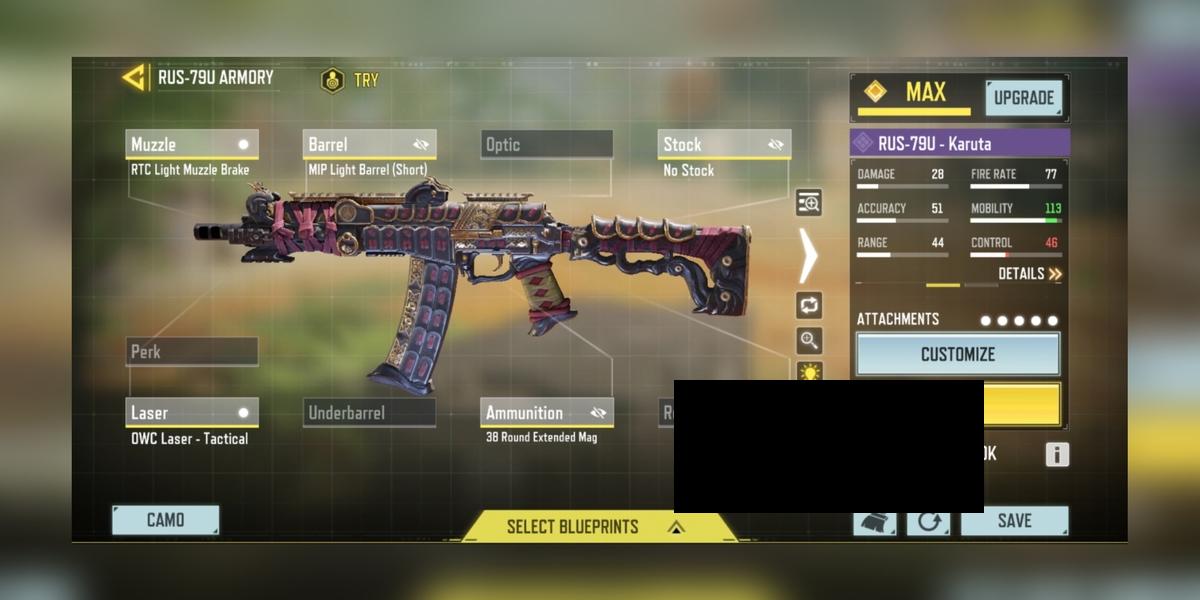 RUS-79U ARMORY
TRY
MAX
UPGRADE
Muzzle
RTC Light Muzzle Brake
Barrel
MIP Light Barrel (Short)
Optic
Stock
No Stock
RUS-79U - Karuta
DAMAGE 28 FIRE RATE 77
ACCURACY 51 MOBILITY 113
RANGE 44 CONTROL 46
DETAILS
ATTACHMENTS
CUSTOMIZE
Perk
Laser
OWC Laser - Tactical
Underbarrel
Ammunition
38 Round Extended Mag
CAMO
SELECT BLUEPRINTS
SAVE